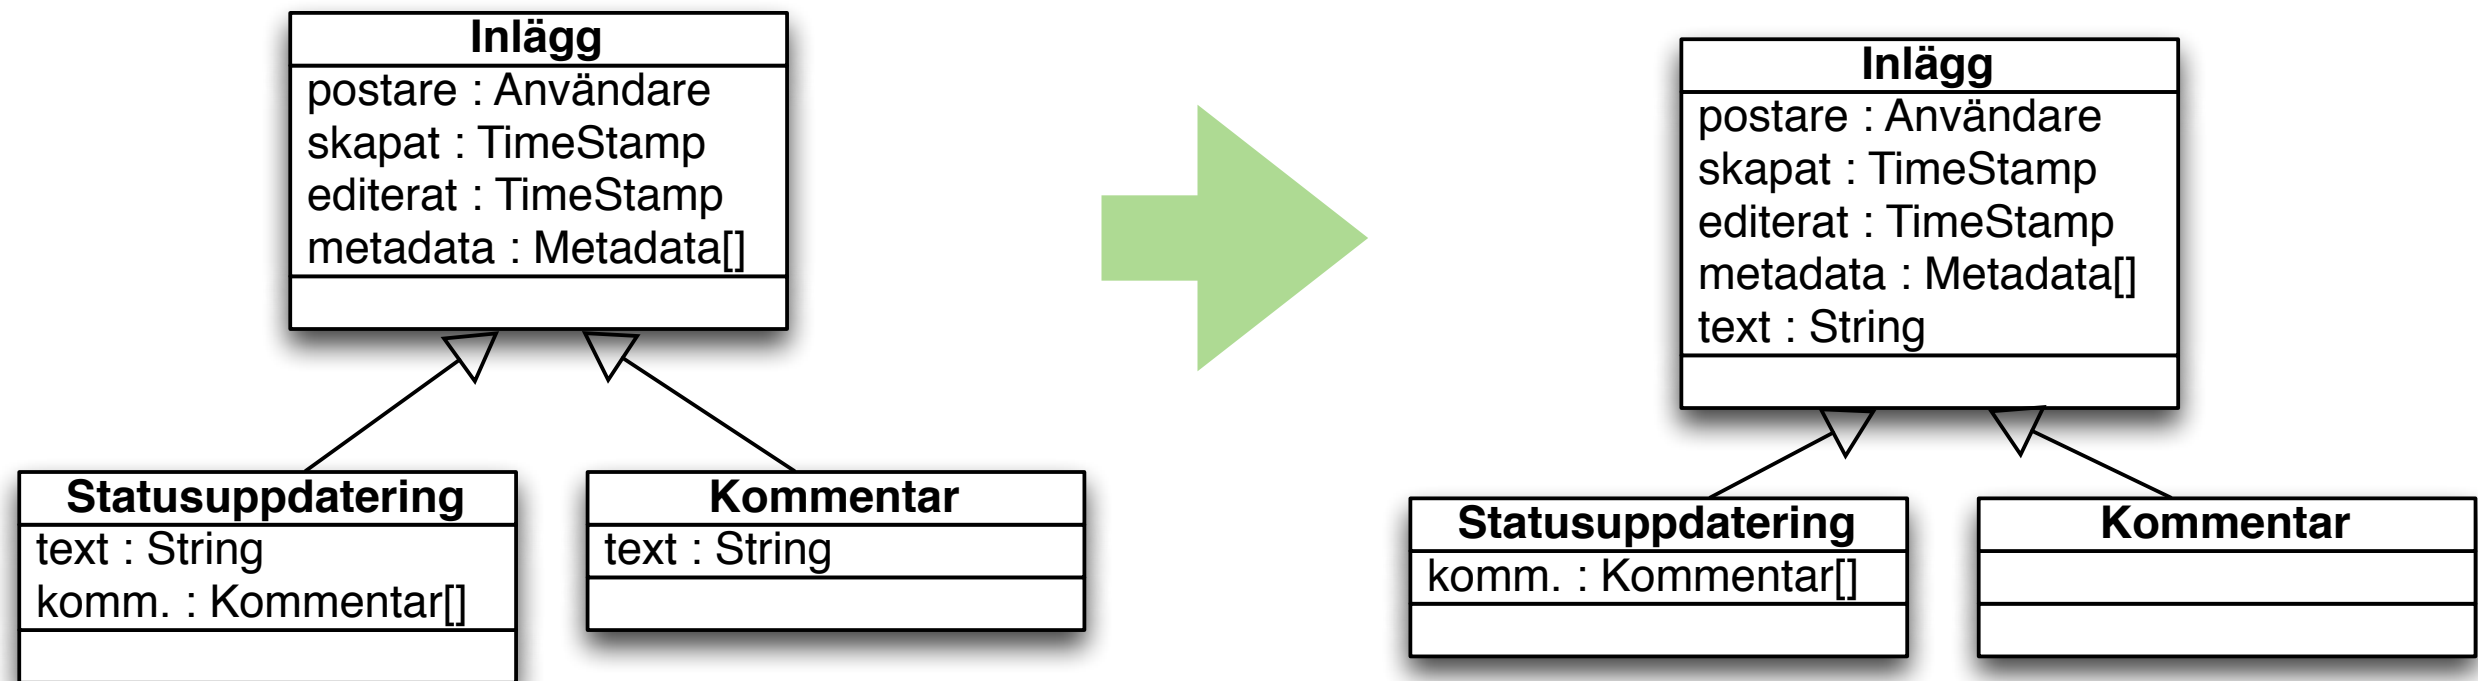 Inlägg
postare : Användare
skapat : TimeStamp
editerat : TimeStamp
metadata : Metadata[]
Statusuppdatering
text : String
komm. : Kommentar[]
Kommentar
text : String
Inlägg
postare : Användare
skapat : TimeStamp
editerat : TimeStamp
metadata : Metadata[]
text : String
Statusuppdatering
komm. : Kommentar[]
Kommentar